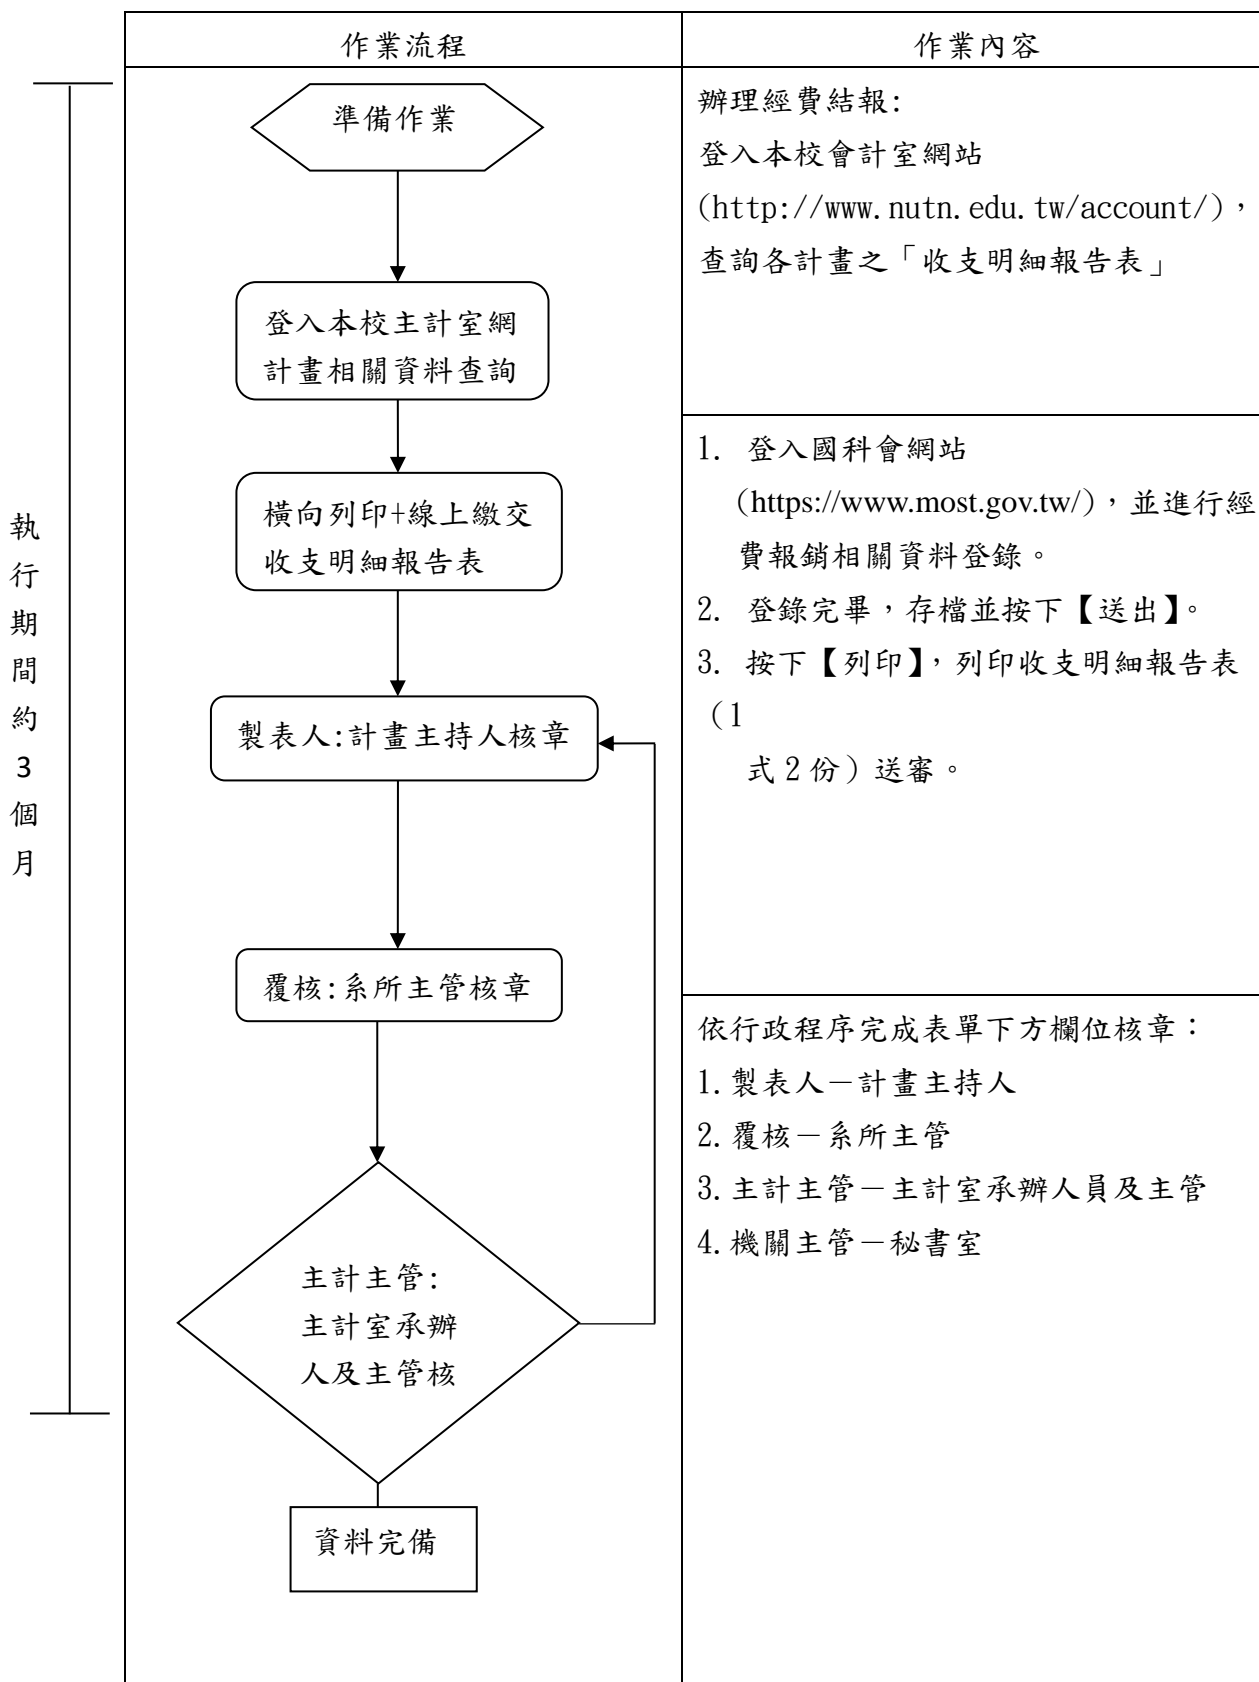 作業流程
作業內容
執
行
期
間
約
3
個
月
準備作業
登入本校主計室網
計畫相關資料查詢
橫向列印+線上繳交
收支明細報告表
製表人:計畫主持人核章
覆核:系所主管核章
主計主管:
主計室承辦
人及主管核
資料完備
辦理經費結報:
登入本校會計室網站
(http://www.nutn.edu.tw/account/)，
查詢各計畫之「收支明細報告表」
1. 登入國科會網站
（https://www.most.gov.tw/），並進行經
費報銷相關資料登錄。
2. 登錄完畢，存檔並按下【送出】。
3. 按下【列印】，列印收支明細報告表
（1
式 2 份）送審。
依行政程序完成表單下方欄位核章：
1.製表人－計畫主持人
2.覆核－系所主管
3.主計主管－主計室承辦人員及主管
4.機關主管－秘書室